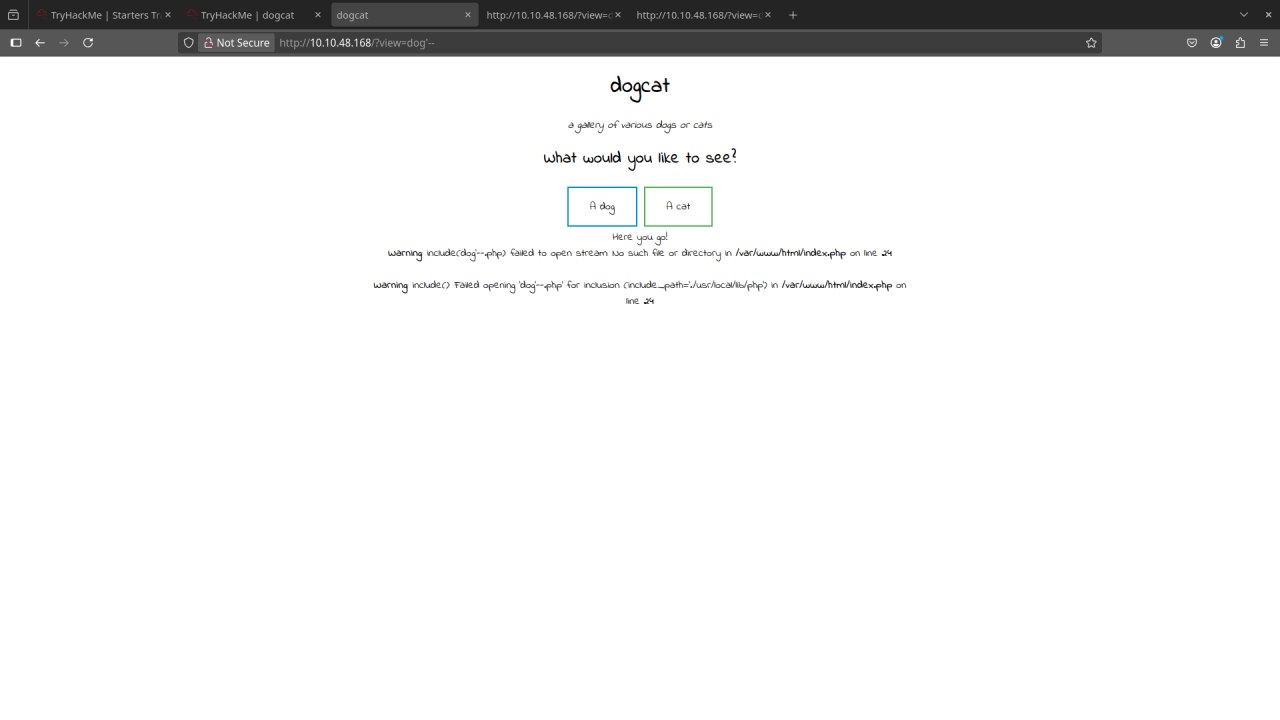 TryHackMe | Starters Tr
TryHackMe | dogcat
dogcat
http://10.10.48.168/?view=c
http://10.10.48.168/?view=c
Not Secure
http://10.10.48.168/?view=dog'--
dogcat
a gallery of various dogs or cats
What would you like to see?
A dog
A cat
Here you go!
Warning: include(dog'--.php): failed to open stream: No such file or directory in /var/www/html/index.php on line 24
Warning: include(): Failed opening 'dog'--.php' for inclusion (include_path='.:/usr/local/lib/php') in /var/www/html/index.php on
line 24